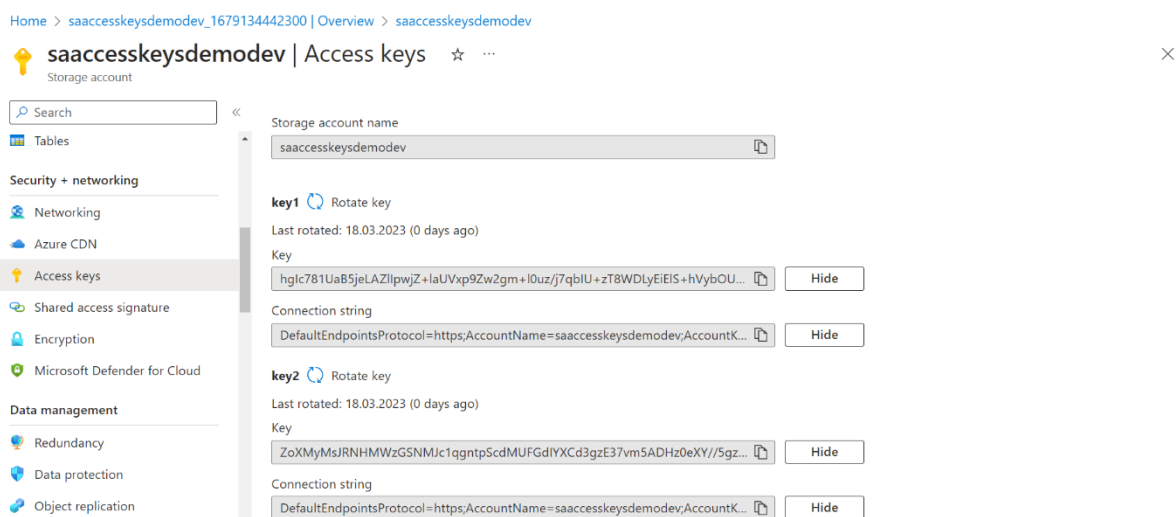 Home > saaccesskeysdemodev_1679134442300 | Overview > saaccesskeysdemodev
saaccesskeysdemodev | Access keys
Storage account
Search
Tables
Security + networking
Networking
Azure CDN
Access keys
Shared access signature
Encryption
Microsoft Defender for Cloud
Data management
Redundancy
Data protection
Object replication
Storage account name
saaccesskeysdemodev
key1 Rotate key
Last rotated: 18.03.2023 (0 days ago)
Key
Hide
Connection string
DefaultEndpointsProtocol=https;AccountName=saaccesskeysdemodev;AccountK... Hide
key2 Rotate key
Last rotated: 18.03.2023 (0 days ago)
Key
Hide
Connection string
DefaultEndpointsProtocol=https;AccountName=saaccesskeysdemodev;AccountK... Hide